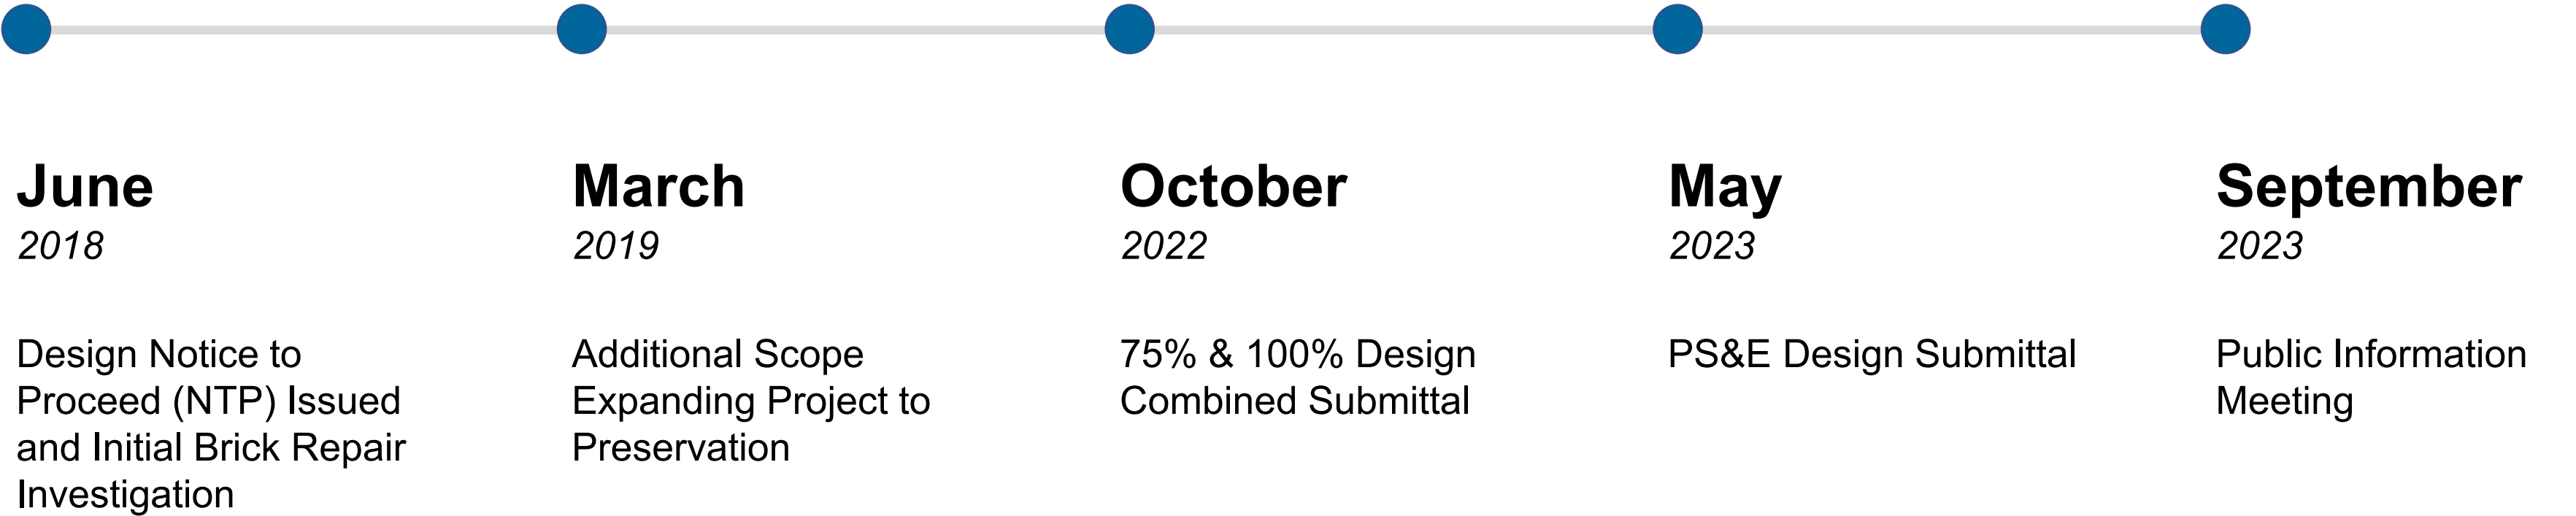 June
2018
Design Notice to
Proceed (NTP) Issued
and Initial Brick Repair
Investigation
March
2019
Additional Scope
Expanding Project to
Preservation
October
2022
75% & 100% Design
Combined Submittal
May
2023
PS&E Design Submittal
September
2023
Public Information
Meeting